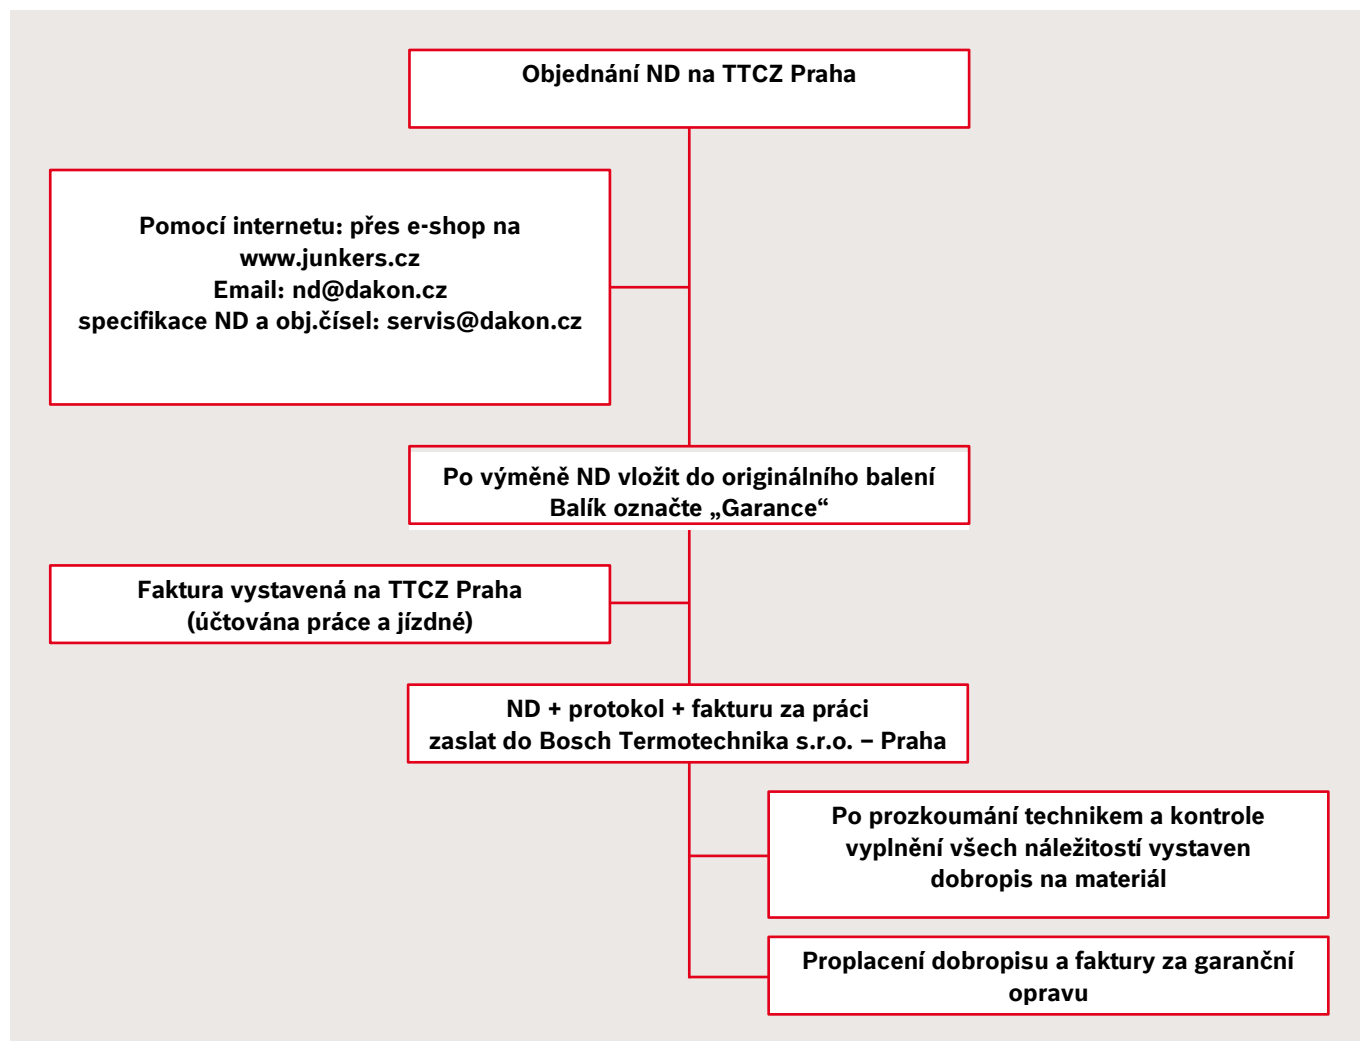 Objednání ND na TTCZ Praha
Pomocí internetu: přes e-shop na
www.junkers.cz
Email: nd@dakon.cz
specifikace ND a obj.čísel: servis@dakon.cz
Po výměně ND vložit do originálního balení
Balík označte „Garance“
Faktura vystavená na TTCZ Praha
(účtována práce a jízdné)
ND + protokol + fakturu za práci
zaslat do Bosch Termotechnika s.r.o. – Praha
Po prozkoumání technikem a kontrole
vyplnění všech náležitostí vystaven
dobropis na materiál
Proplacení dobropisu a faktury za garanční
opravu